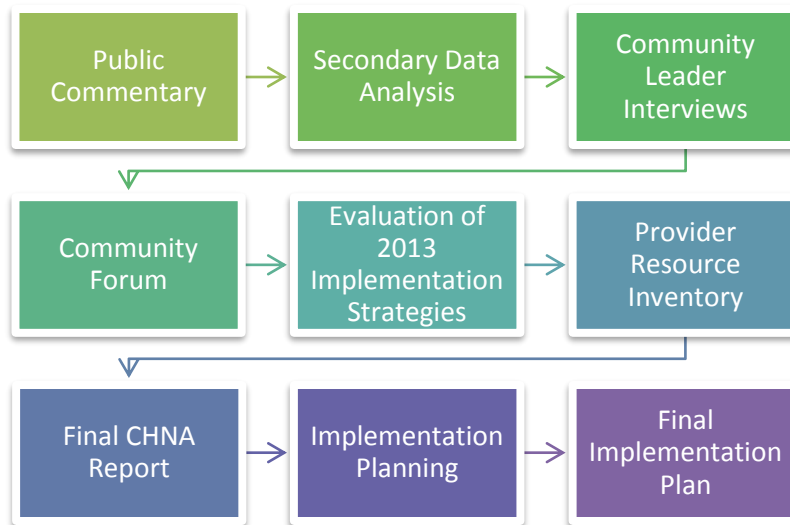 Public
Commentary
Secondary Data
Analysis
Community
Leader
Interviews
Community
Forum
Evaluation of
2013
Implementation
Strategies
Provider
Resource
Inventory
Final CHNA
Report
Implementation
Planning
Final
Implementation
Plan